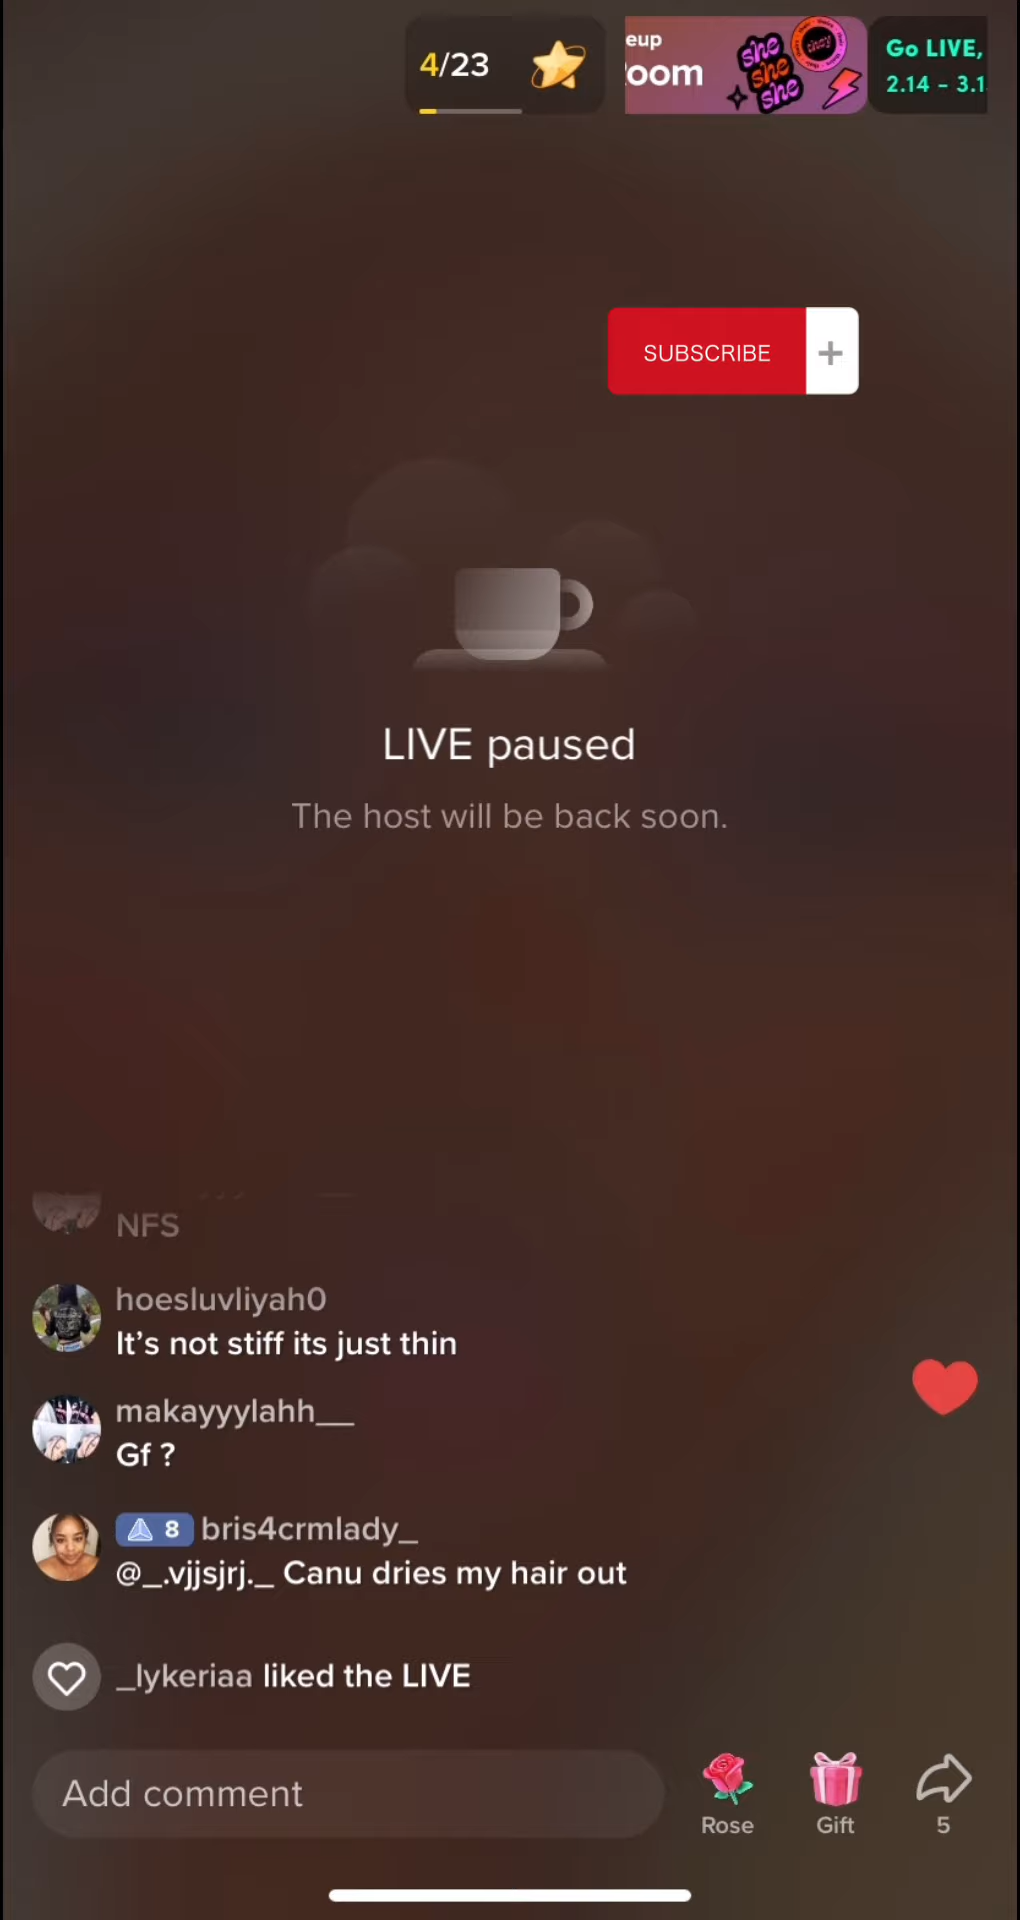 4/23
eup
oom
she
she
she
Go LIVE,
2.14 – 3.1
SUBSCRIBE +
LIVE paused
The host will be back soon.
NFS
hoesluvliyah0
It’s not stiff its just thin
makayyylahh__
Gf ?
8 bris4crmlady_
@_.vjjsjrj._ Canu dries my hair out
_lykeriaa liked the LIVE
Add comment
Rose
Gift
5